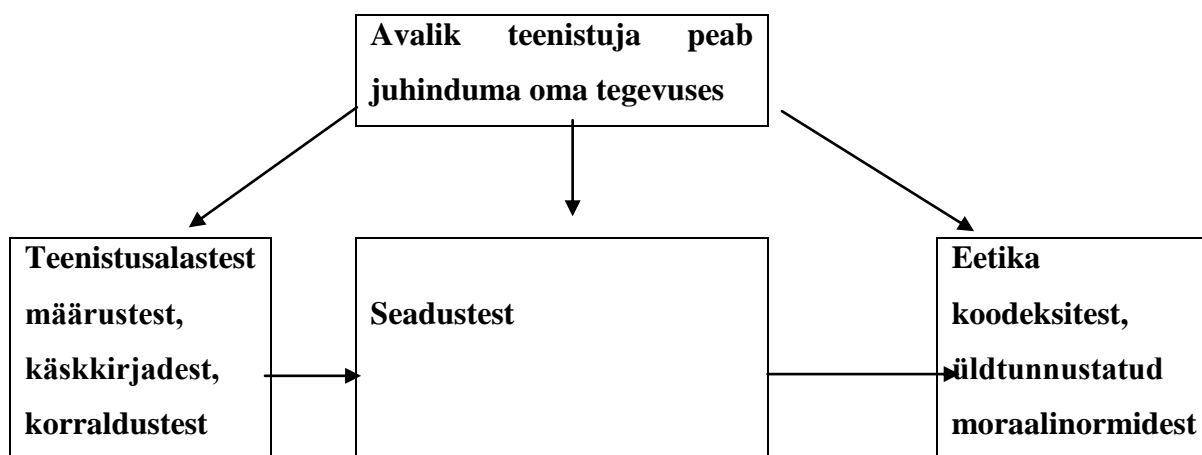 Avalik teenistuja peab
juhinduma oma tegevuses
Teenistusalastest
määrustest,
käskkirjadest,
korraldustest
Seadustest
Eetika
koodeksitest,
üldtunnustatud
moraalinormidest